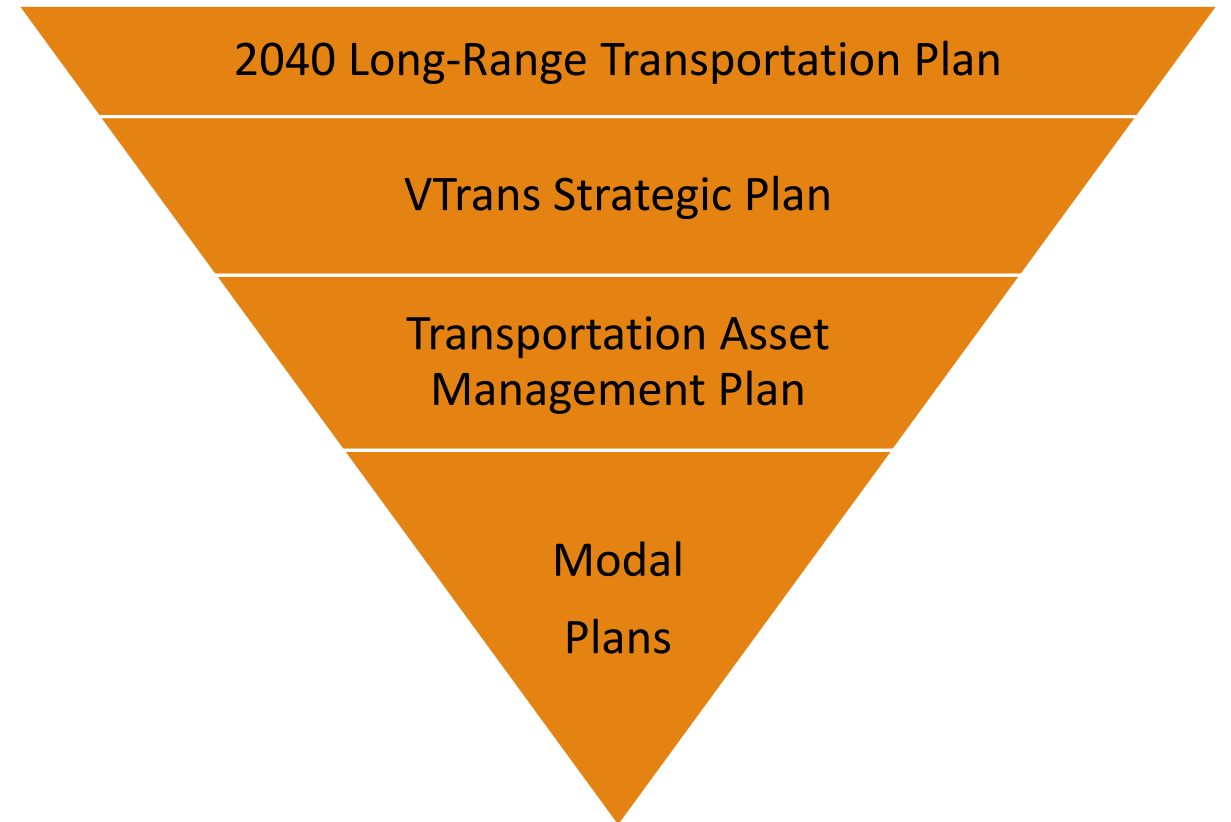 2040 Long-Range Transportation Plan
VTrans Strategic Plan
Transportation Asset
Management Plan
Modal
Plans